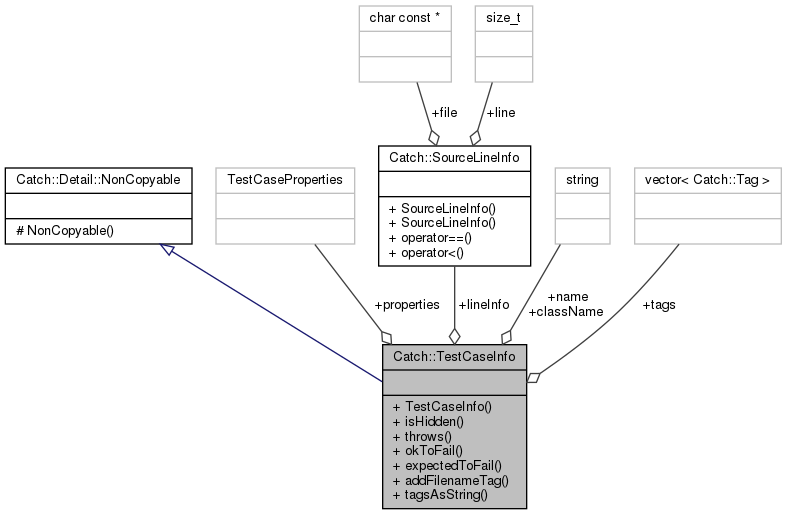 char const *
size_t
+file
+line
Catch::Detail::NonCopyable
# NonCopyable()
TestCaseProperties
Catch::SourceLineInfo
+ SourceLineInfo()
+ SourceLineInfo()
+ operator==()
+ operator<()
string
vector< Catch::Tag >
+properties
+lineInfo
+name
+className
+tags
Catch::TestCaseInfo
+ TestCaseInfo()
+ isHidden()
+ throws()
+ okToFail()
+ expectedToFail()
+ addFilenameTag()
+ tagsAsString()